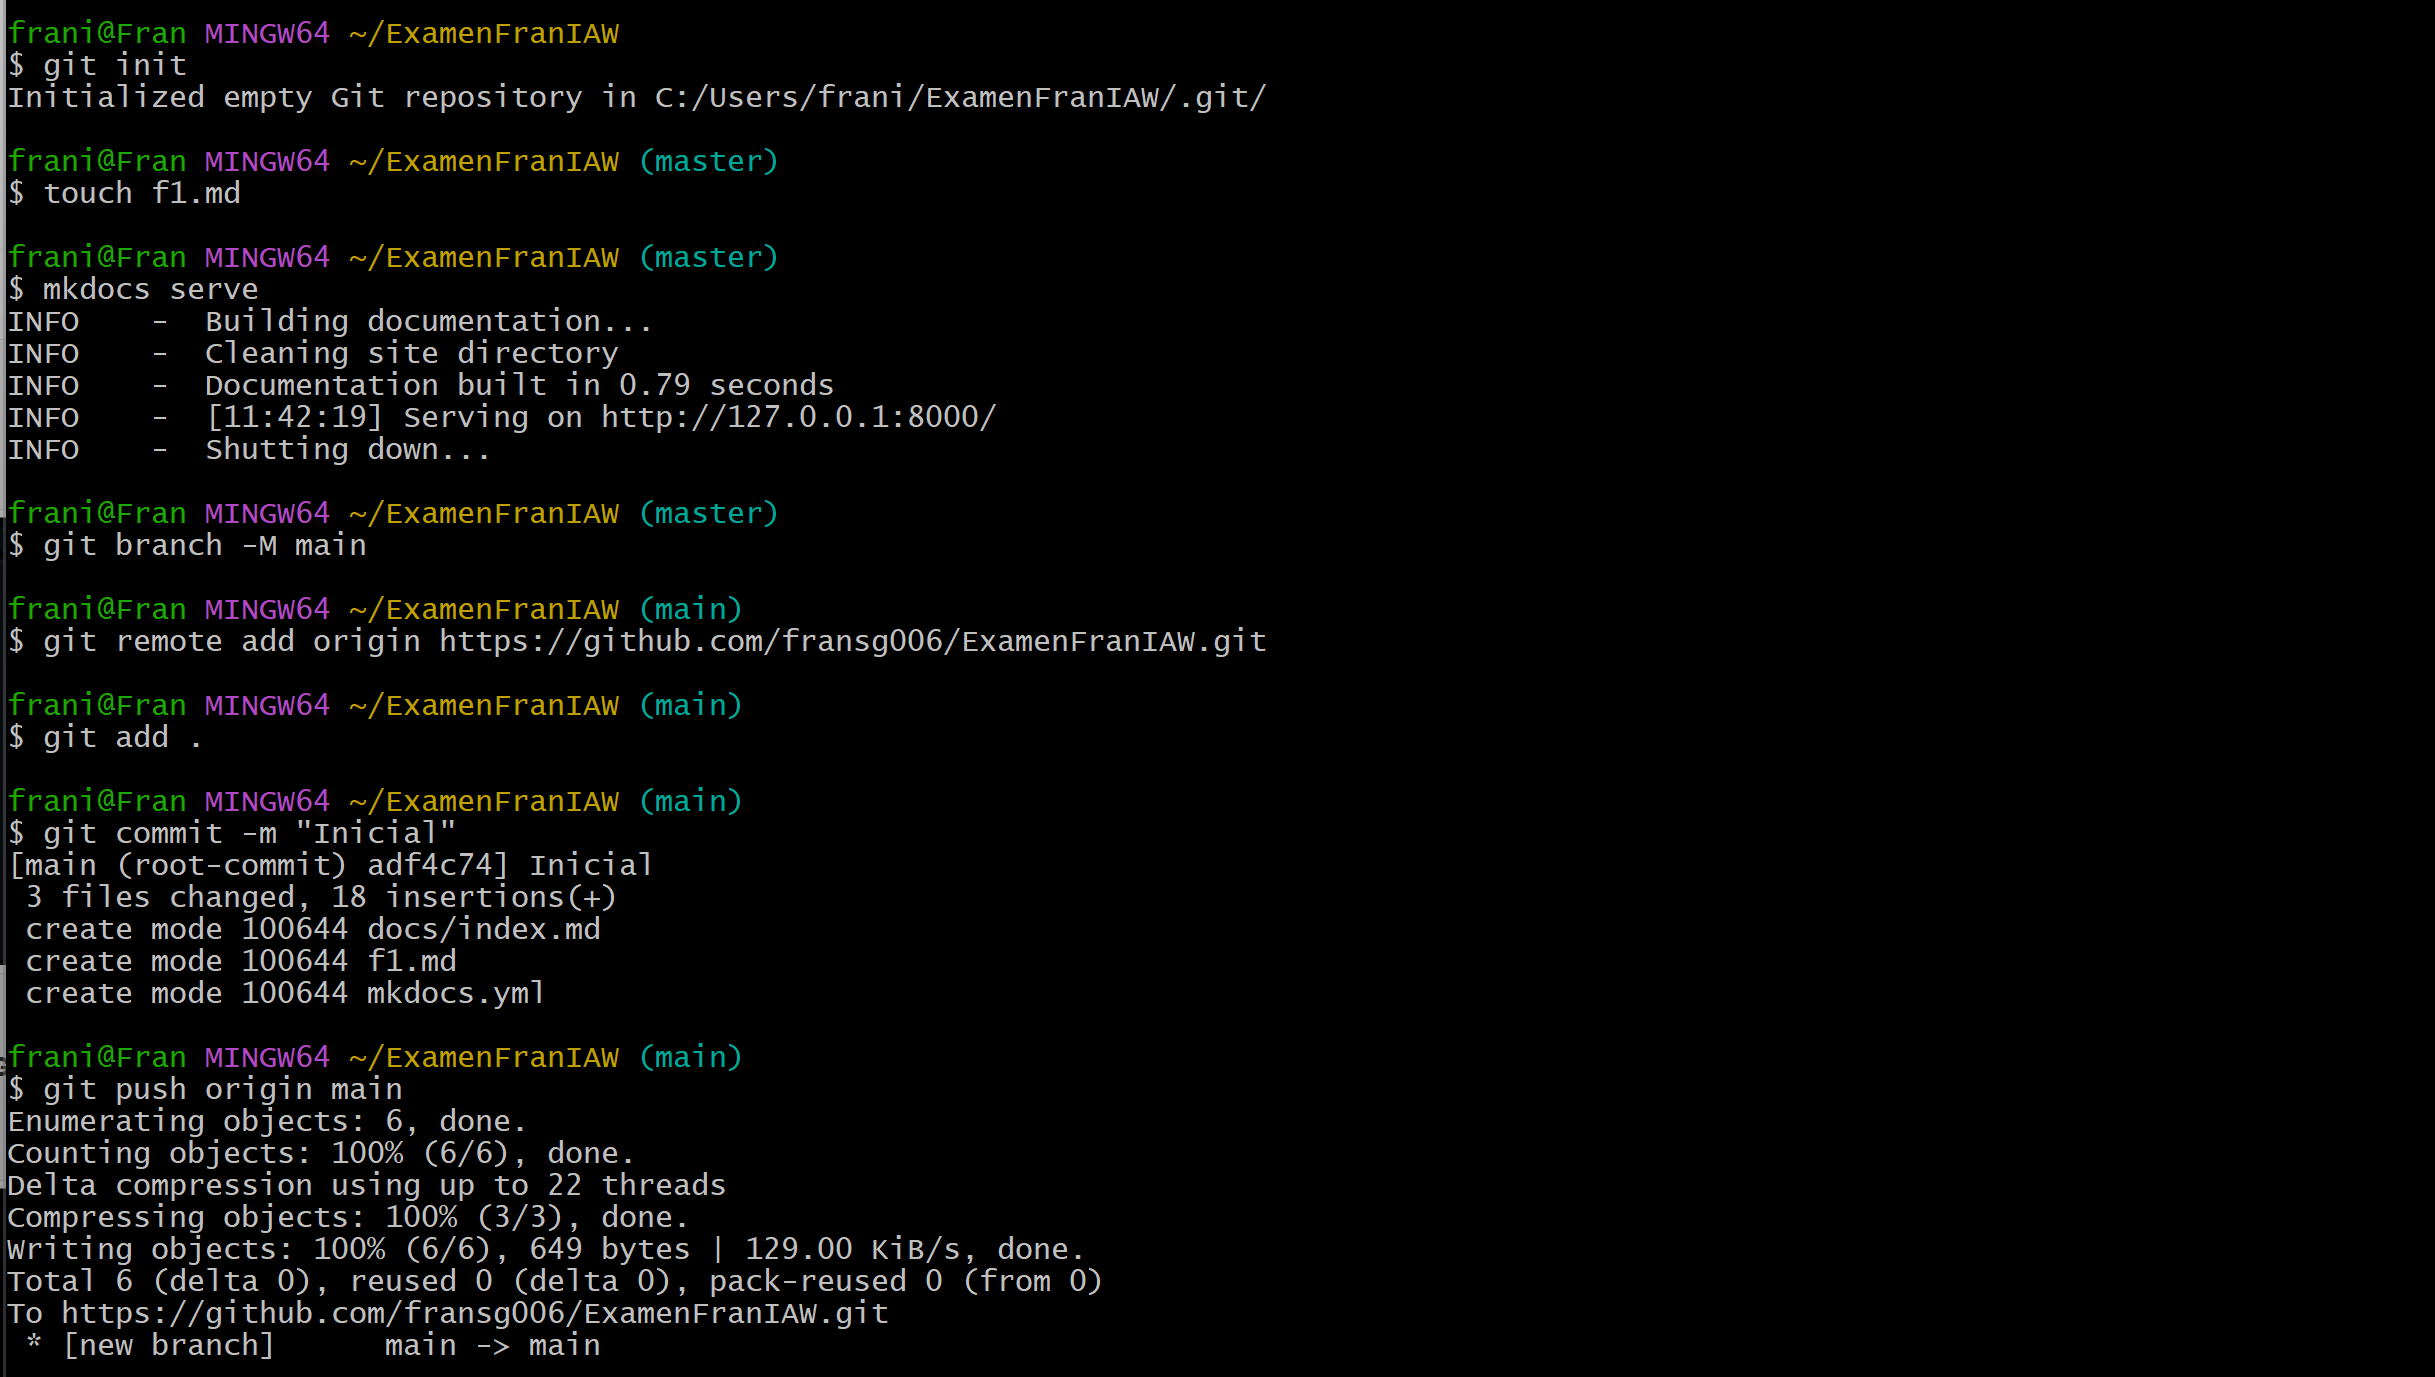 frani@Fran MINGW64 ~/ExamenFranIAW
$ git init
Initialized empty Git repository in C:/Users/frani/ExamenFranIAW/.git/
frani@Fran MINGW64 ~/ExamenFranIAW (master)
$ touch f1.md
frani@Fran MINGW64 ~/ExamenFranIAW (master)
$ mkdocs serve
INFO    -  Building documentation...
INFO    -  Cleaning site directory
INFO    -  Documentation built in 0.79 seconds
INFO    -  [11:42:19] Serving on http://127.0.0.1:8000/
INFO    -  Shutting down...
frani@Fran MINGW64 ~/ExamenFranIAW (master)
$ git branch -M main
frani@Fran MINGW64 ~/ExamenFranIAW (main)
$ git remote add origin https://github.com/fransg006/ExamenFranIAW.git
frani@Fran MINGW64 ~/ExamenFranIAW (main)
$ git add .
frani@Fran MINGW64 ~/ExamenFranIAW (main)
$ git commit -m "Inicial"
[main (root-commit) adf4c74] Inicial
 3 files changed, 18 insertions(+)
 create mode 100644 docs/index.md
 create mode 100644 f1.md
 create mode 100644 mkdocs.yml
frani@Fran MINGW64 ~/ExamenFranIAW (main)
$ git push origin main
Enumerating objects: 6, done.
Counting objects: 100% (6/6), done.
Delta compression using up to 22 threads
Compressing objects: 100% (3/3), done.
Writing objects: 100% (6/6), 649 bytes | 129.00 KiB/s, done.
Total 6 (delta 0), reused 0 (delta 0), pack-reused 0 (from 0)
To https://github.com/fransg006/ExamenFranIAW.git
 * [new branch]      main -> main